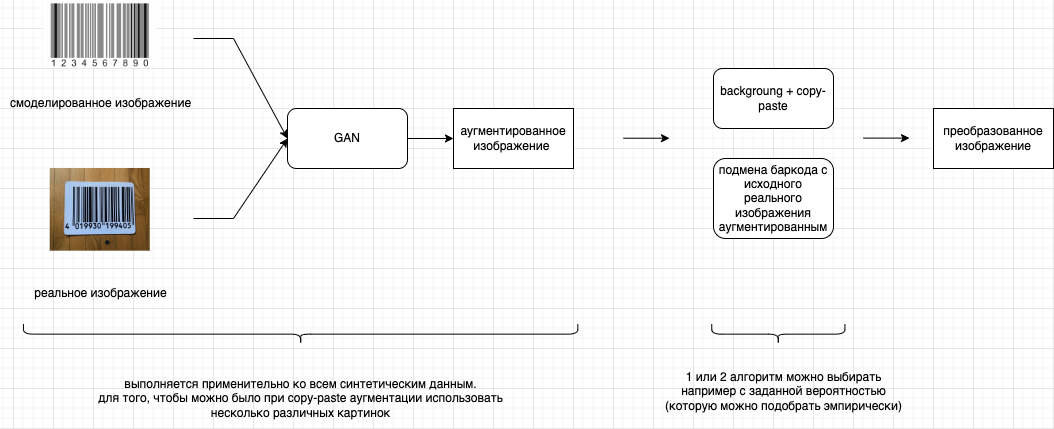 1 2 3 4 5 6 7 8 9 0
смоделированное изображение
4 019930 199405
реальное изображение
GAN
аугментированное
изображение
backgroung + copy-
paste
подмена баркода с
исходного
реального
изображения
аугментированным
преобразованное
изображение
выполняется применительно ко всем синтетическим данным.
для того, чтобы можно было при copy-paste аугментации использовать
несколько различных картинок
1 или 2 алгоритм можно выбирать
например с заданной вероятностью
(которую можно подобрать эмпирически)